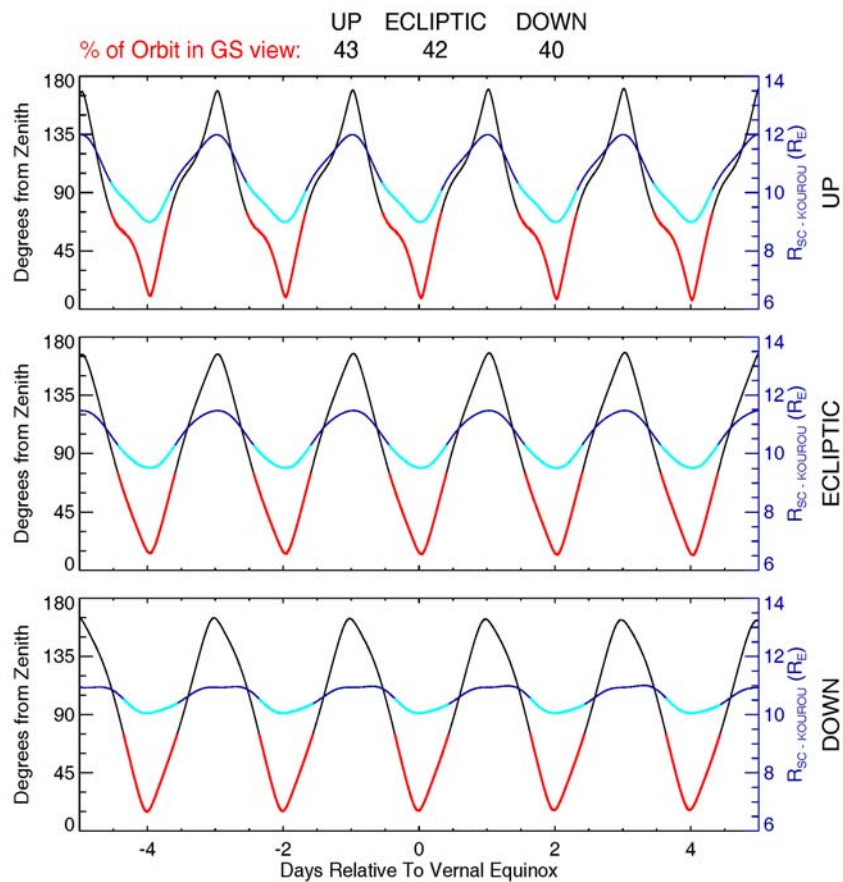 UP ECLIPTIC DOWN
% of Orbit in GS view: 43 42 40
180
135
90
45
0
Degrees from Zenith
14
12
10
8
6
R_SC - KOUROU (R_E)
UP
180
135
90
45
0
Degrees from Zenith
14
12
10
8
6
R_SC - KOUROU (R_E)
ECLIPTIC
180
135
90
45
0
Degrees from Zenith
14
12
10
8
6
R_SC - KOUROU (R_E)
DOWN
-4 -2 0 2 4
Days Relative To Vernal Equinox